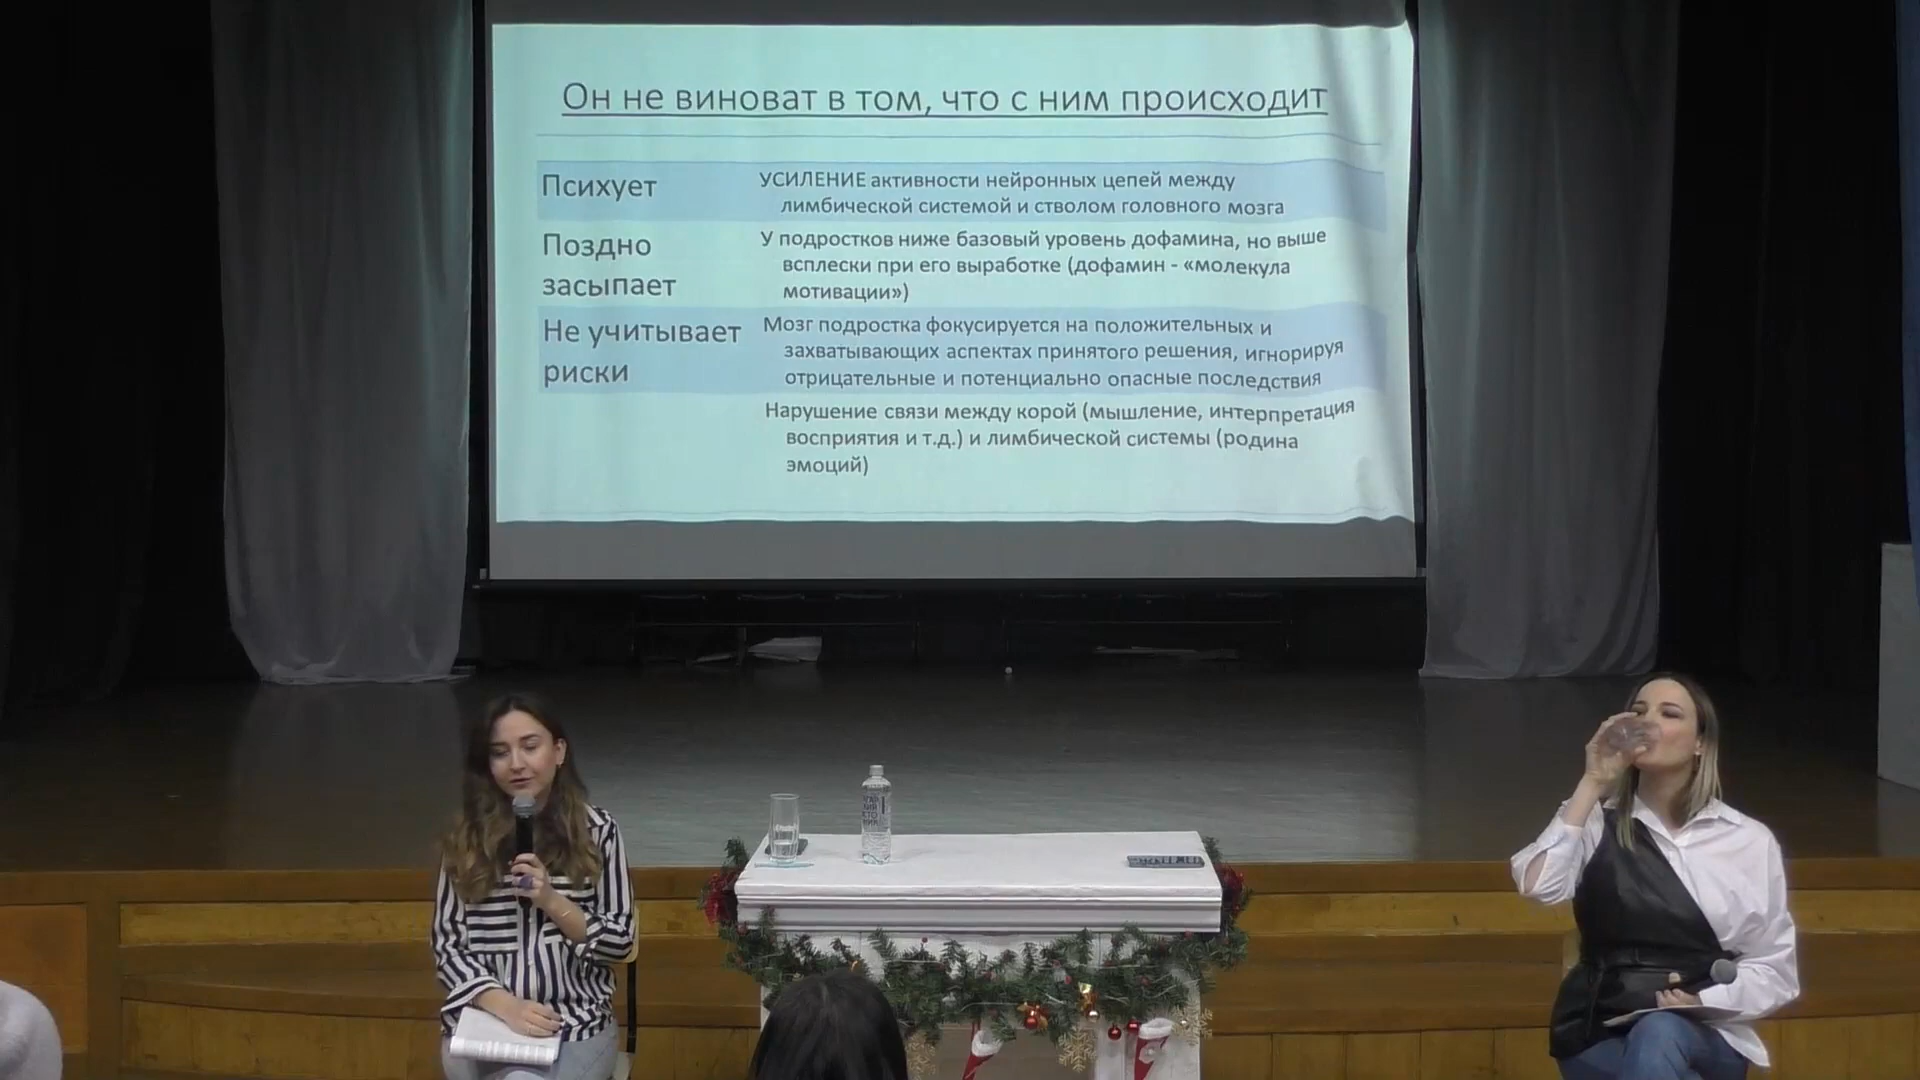 Он не виноват в том, что с ним происходит
Психует
УСИЛЕНИЕ активности нейронных цепей между
лимбической системой и стволом головного мозга
Поздно
засыпает
У подростков ниже базовый уровень дофамина, но выше
всплески при его выработке (дофамин - «молекула
мотивации»)
Не учитывает
риски
Мозг подростка фокусируется на положительных и
захватывающих аспектах принятого решения, игнорируя
отрицательные и потенциально опасные последствия
Нарушение связи между корой (мышление, интерпретация
восприятия и т.д.) и лимбической системы (родина
эмоций)